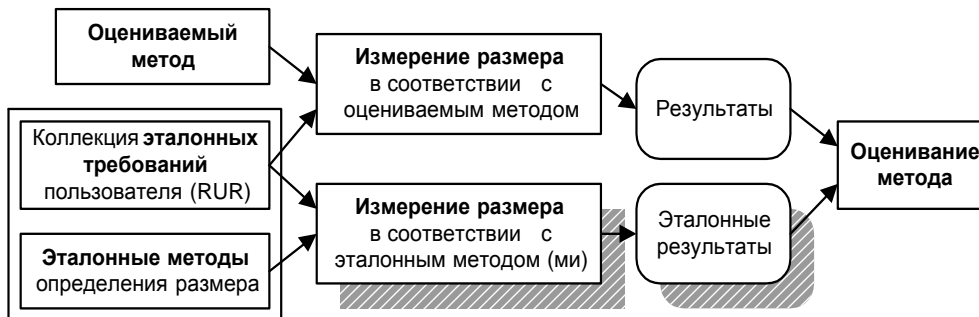 Оцениваемый
метод
Измерение размера
в соответствии с
оцениваемым методом
Результаты
Коллекция эталонных
требований
пользователя (RUR)
Оценивание
метода
Измерение размера
в соответствии с
эталонным методом (ми)
Эталонные
результаты
Эталонные методы
определения размера